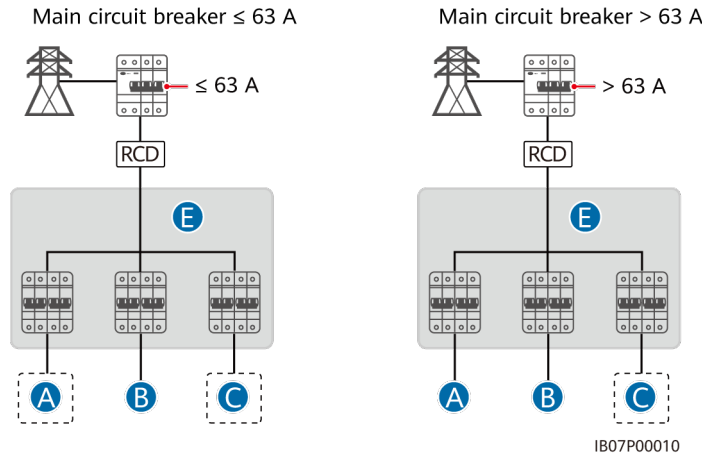 Main circuit breaker ≤ 63 A
Main circuit breaker > 63 A
≤ 63 A
> 63 A
RCD
RCD
E
E
A
B
C
A
B
C
IB07P00010